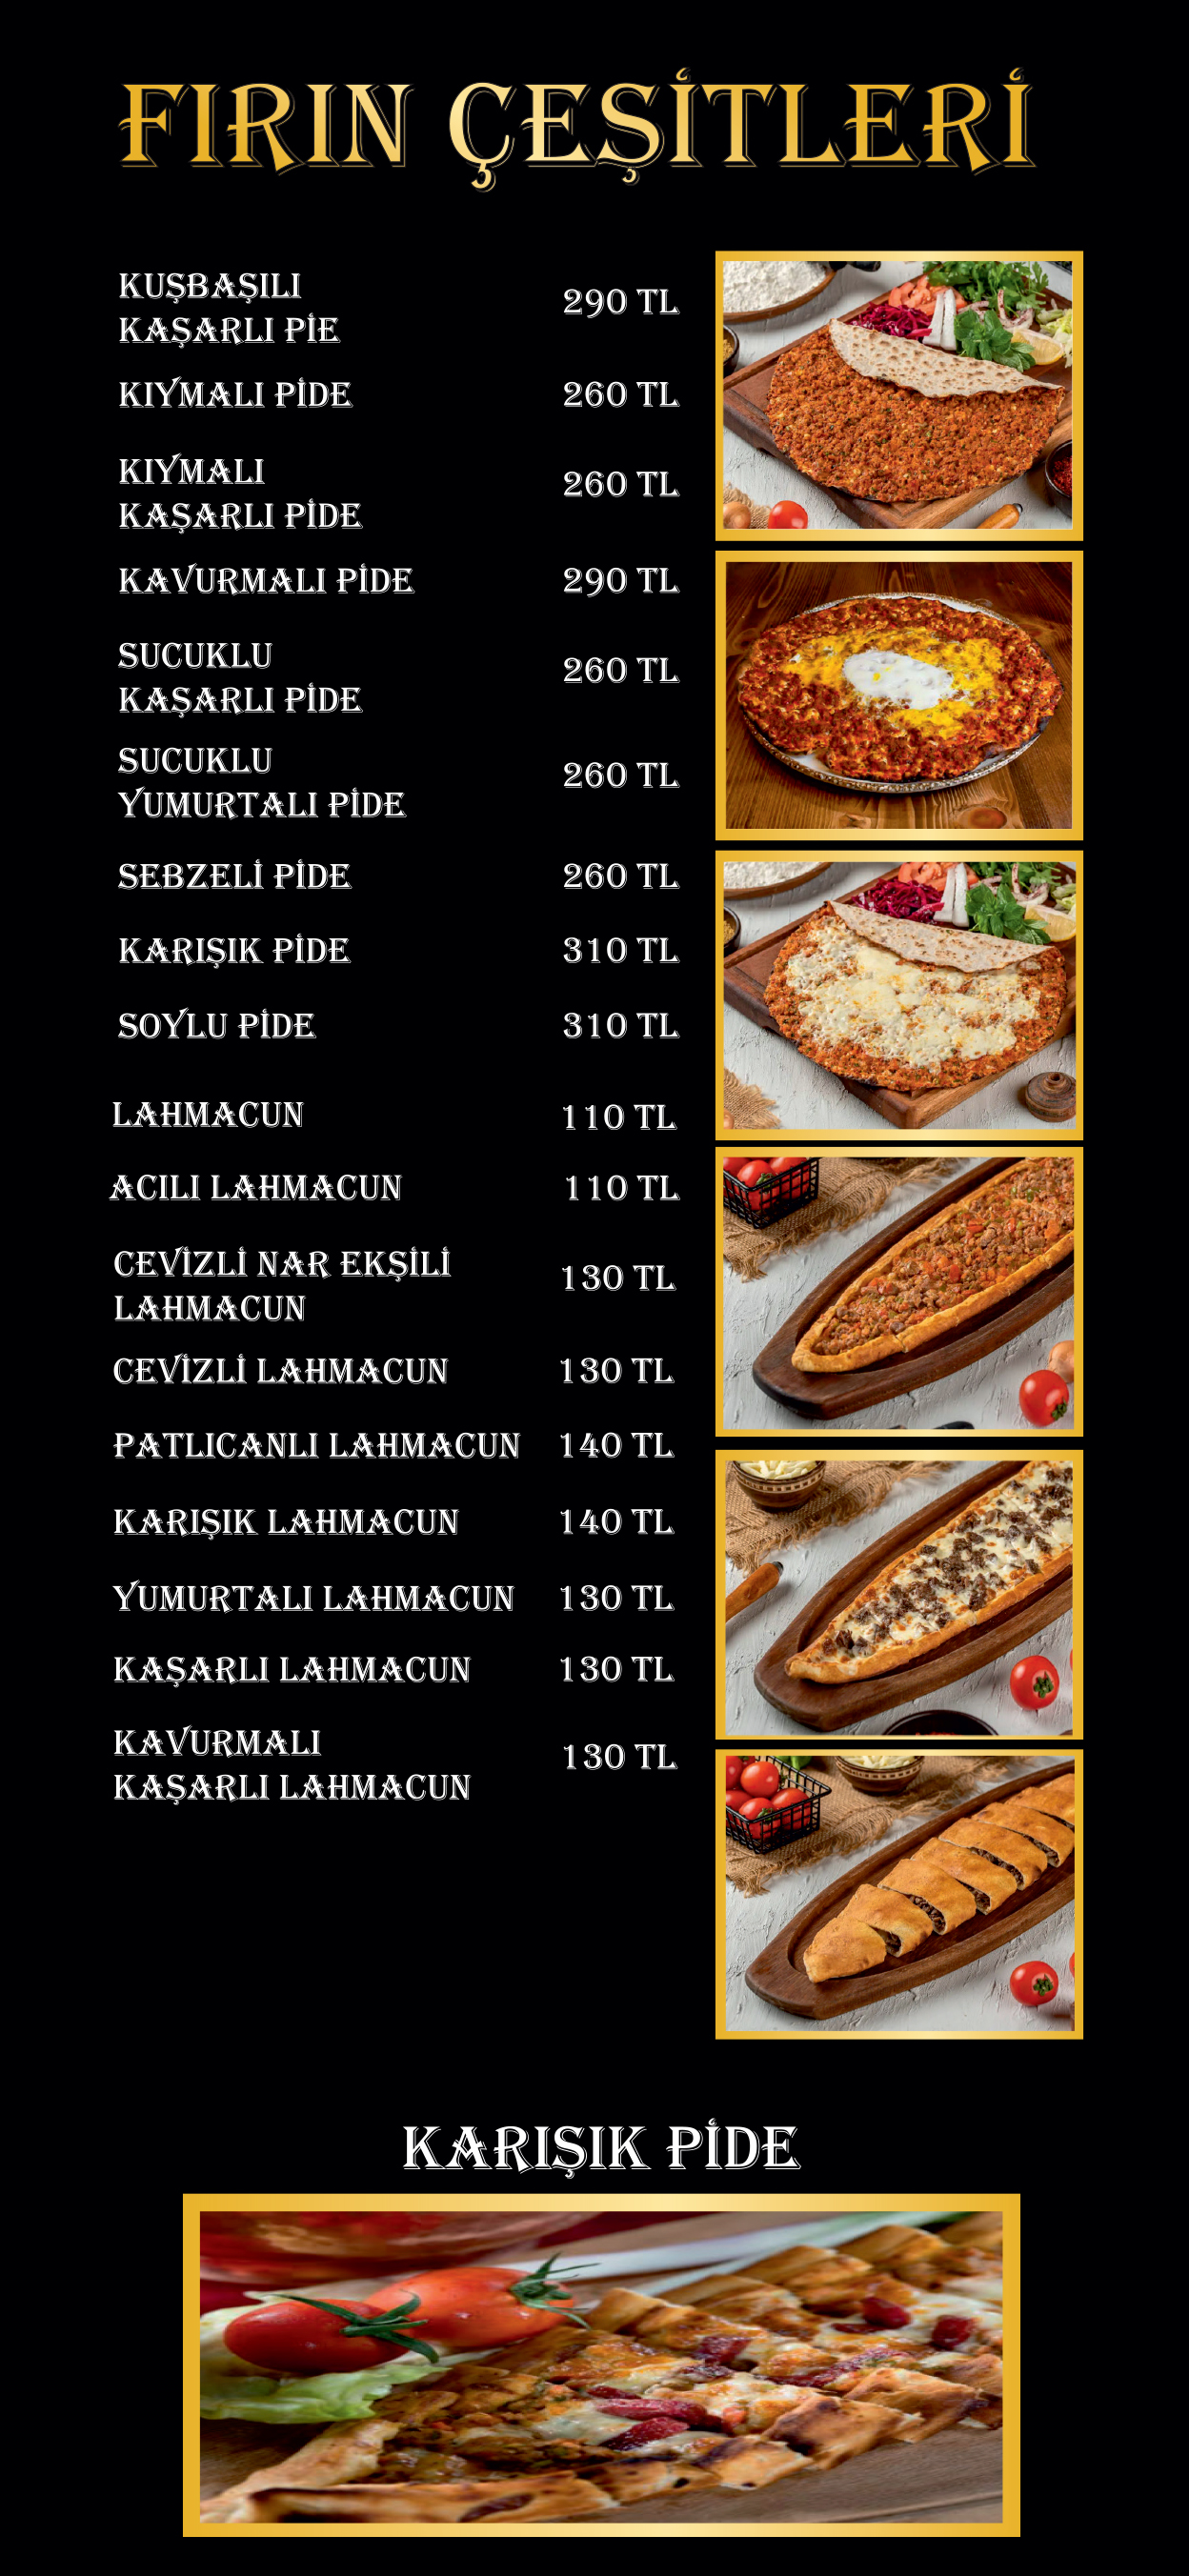 FIRIN ÇEŞİTLERİ
KUŞBAŞILI
KAŞARLI PİE
290 TL
KIYMALI PİDE 260 TL
KIYMALI
KAŞARLI PİDE
260 TL
KAVURMALI PİDE 290 TL
SUCUKLU
KAŞARLI PİDE
260 TL
SUCUKLU
YUMURTALI PİDE
260 TL
SEBZELİ PİDE 260 TL
KARIŞIK PİDE 310 TL
SOYLU PİDE 310 TL
LAHMACUN 110 TL
ACILI LAHMACUN 110 TL
CEVİZLİ NAR EKŞİLİ
LAHMACUN
130 TL
CEVİZLİ LAHMACUN 130 TL
PATLICANLI LAHMACUN 140 TL
KARIŞIK LAHMACUN 140 TL
YUMURTALI LAHMACUN 130 TL
KAŞARLI LAHMACUN 130 TL
KAVURMALI
KAŞARLI LAHMACUN
130 TL
KARIŞIK PİDE